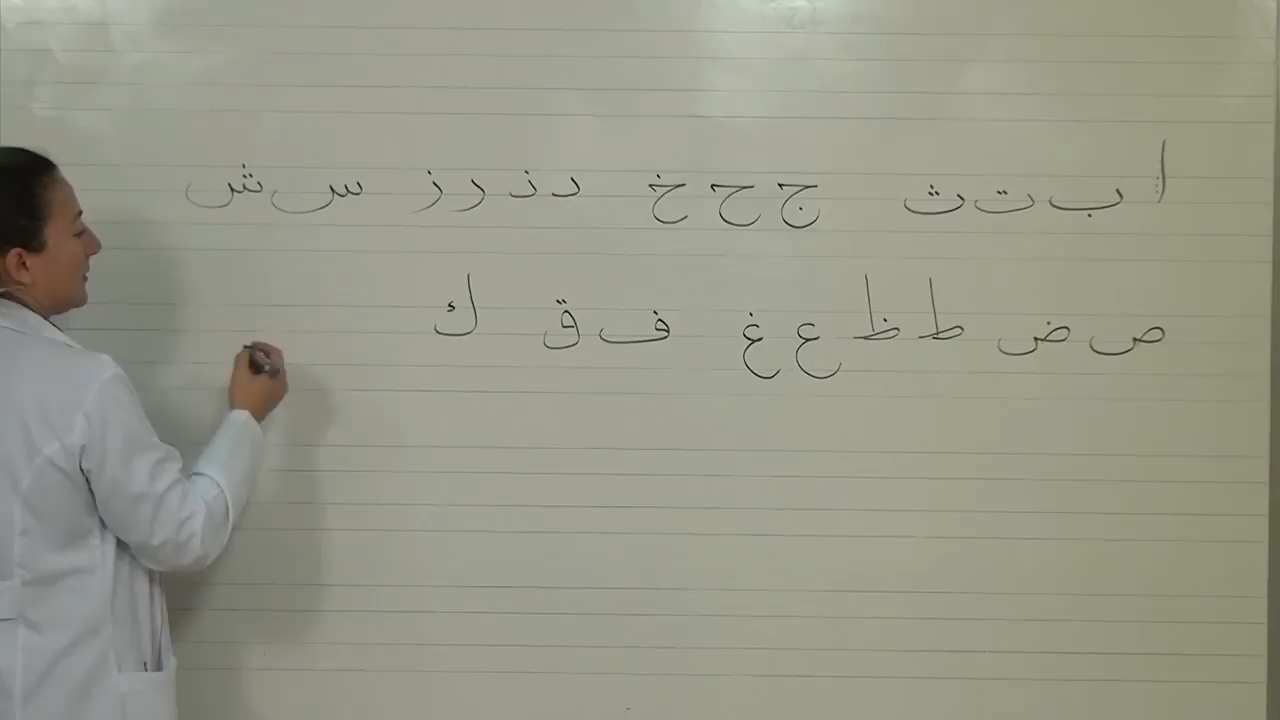 ا ب ت ث ج ح خ د ذ ر ز س ش
ص ض ط ظ ع غ ف ق ك